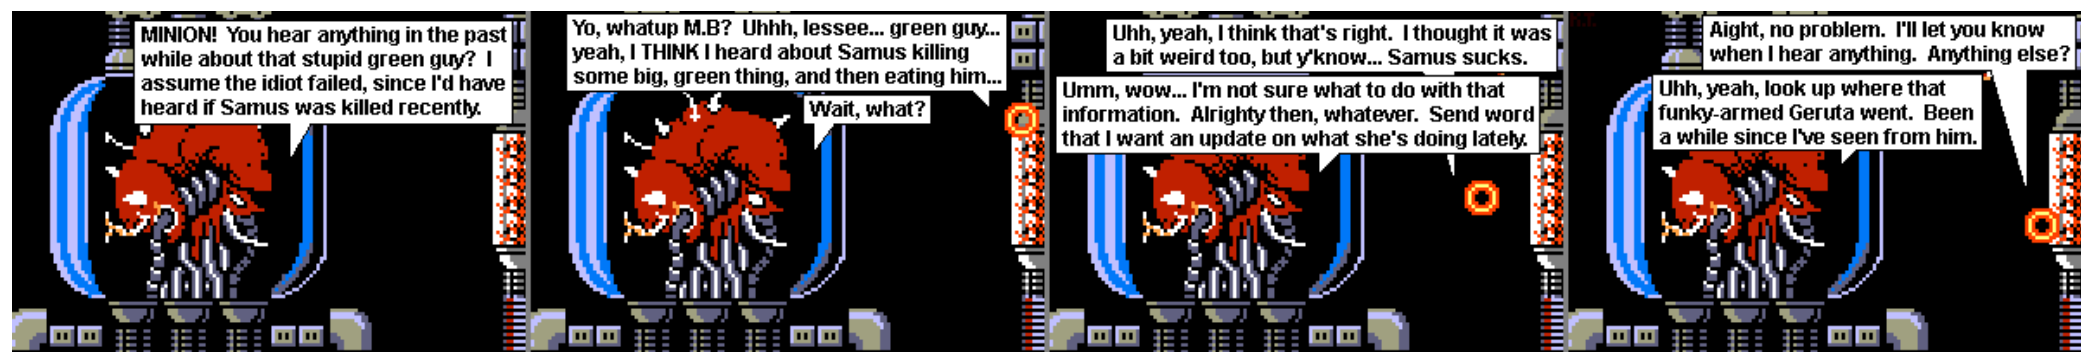 MINION! You hear anything in the past
while about that stupid green guy? I
assume the idiot failed, since I'd have
heard if Samus was killed recently.
Yo, whatup M.B? Uhhh, lessee... green guy...
yeah, I THINK I heard about Samus killing
some big, green thing, and then eating him...
Wait, what?
Uhh, yeah, I think that's right. I thought it was
a bit weird too, but y'know... Samus sucks.
Umm, wow... I'm not sure what to do with that
information. Alrighty then, whatever. Send word
that I want an update on what she's doing lately.
Aight, no problem. I'll let you know
when I hear anything. Anything else?
Uhh, yeah, look up where that
funky-armed Geruta went. Been
a while since I've seen from him.